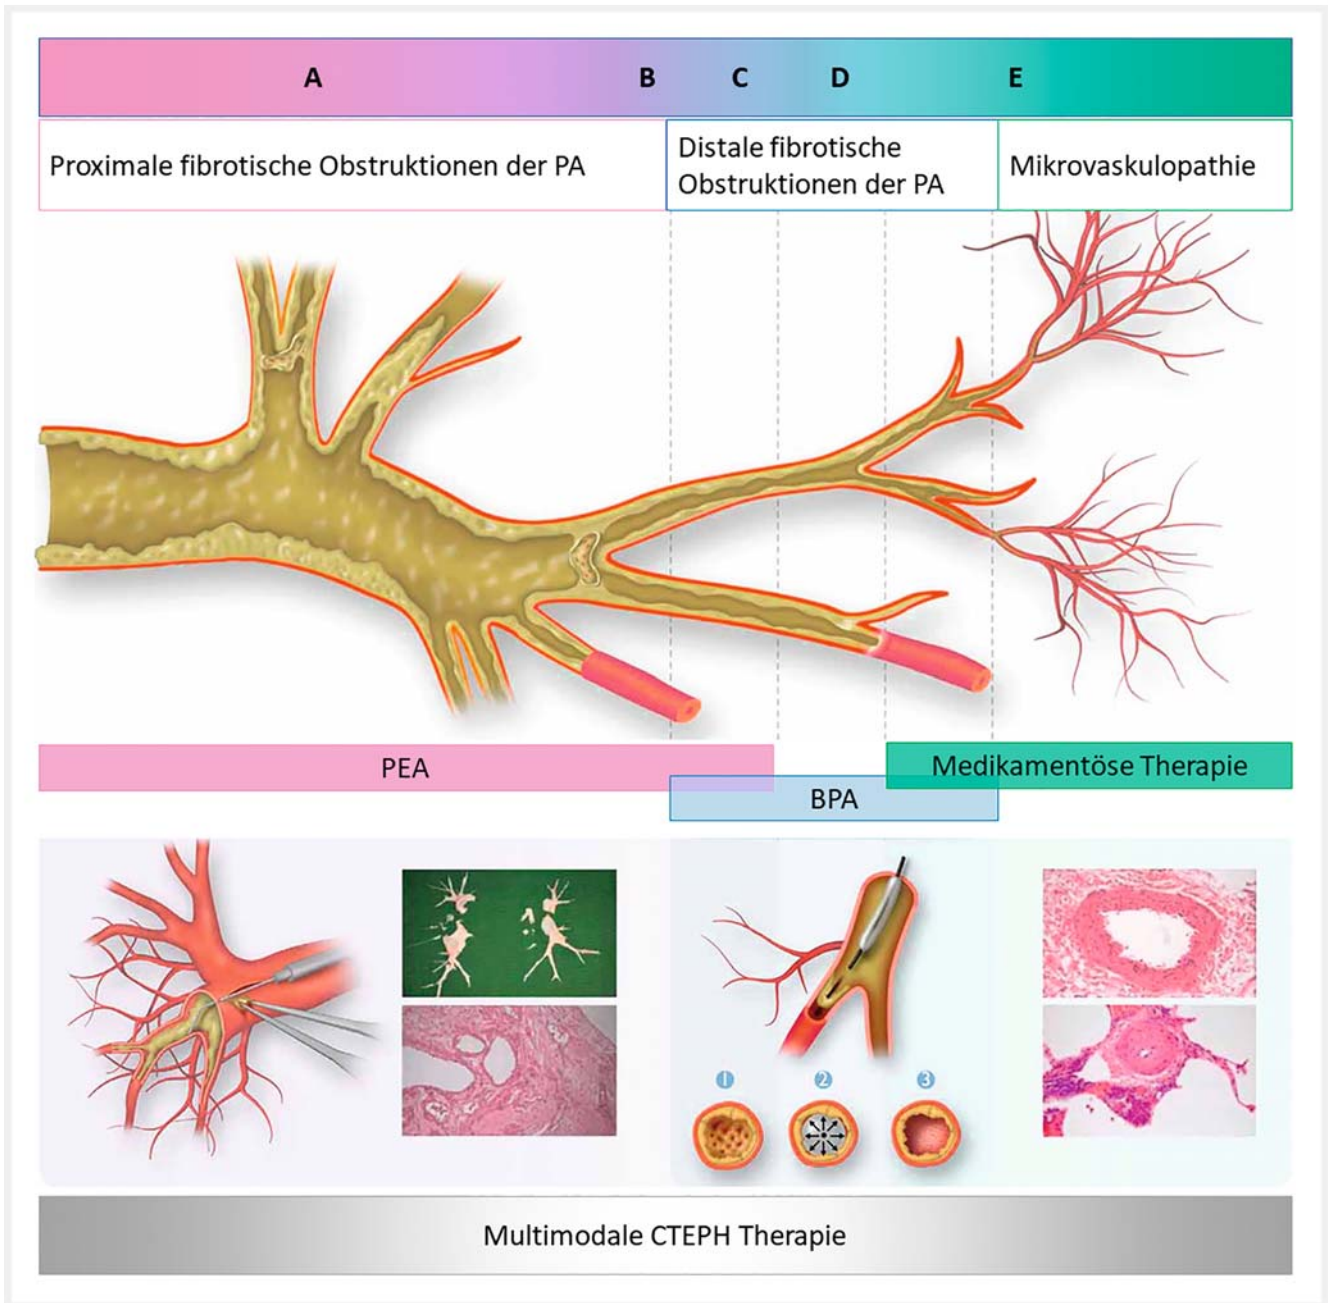 A B C D E
Proximale fibrotische Obstruktionen der PA
Distale fibrotische
Obstruktionen der PA
Mikrovaskulopathie
PEA
Medikamentöse Therapie
BPA
1 2 3
Multimodale CTEPH Therapie